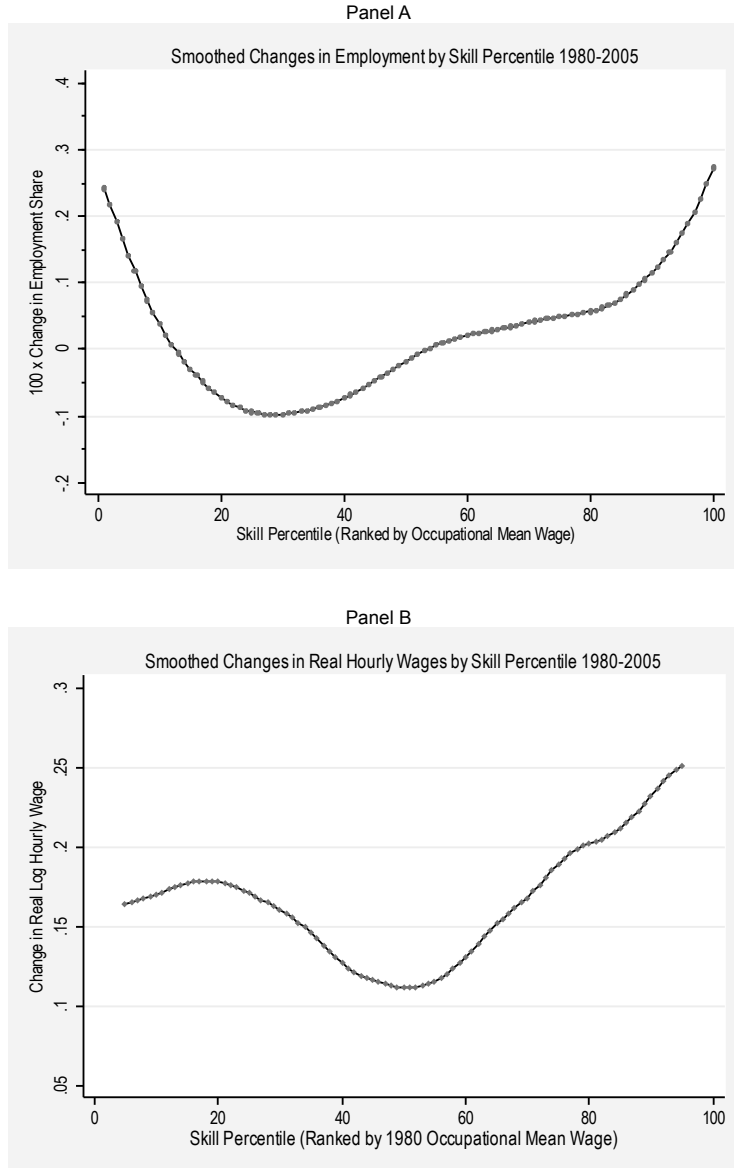 Panel A
Smoothed Changes in Employment by Skill Percentile 1980-2005
100 x Change in Employment Share
.4
.3
.2
.1
0
-.1
-.2
0 20 40 60 80 100
Skill Percentile (Ranked by Occupational Mean Wage)
Panel B
Smoothed Changes in Real Hourly Wages by Skill Percentile 1980-2005
Change in Real Log Hourly Wage
.3
.25
.2
.15
.1
.05
0 20 40 60 80 100
Skill Percentile (Ranked by 1980 Occupational Mean Wage)